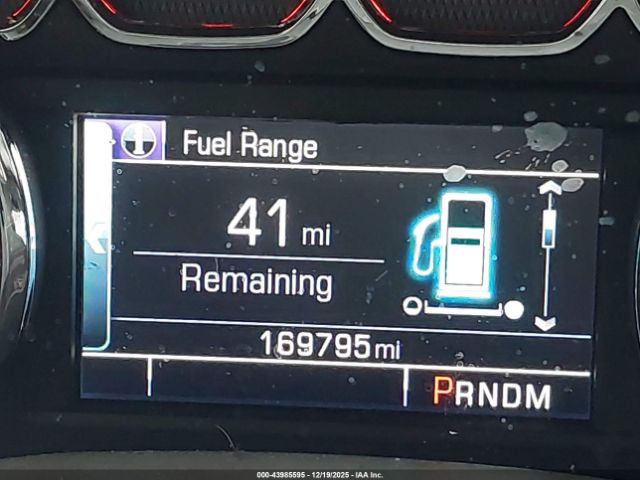 Fuel Range
41 mi
Remaining
169795 mi
PRNDM
000-43985595 - 12/19/2025 - IAA Inc.